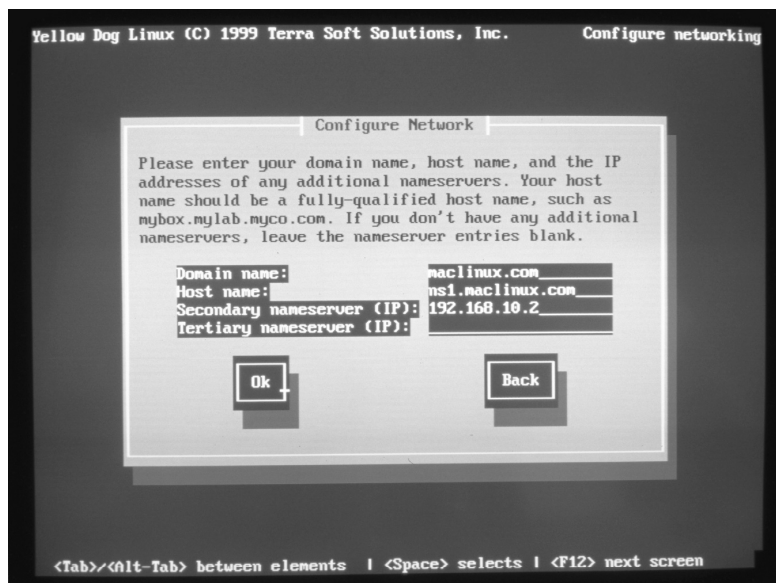 Yellow Dog Linux (C) 1999 Terra Soft Solutions, Inc. Configure networking
Configure Network
Please enter your domain name, host name, and the IP
addresses of any additional nameservers. Your host
name should be a fully-qualified host name, such as
mybox.mylab.myco.com. If you don't have any additional
nameservers, leave the nameserver entries blank.
Domain name: maclinux.com
Host name: ns1.maclinux.com
Secondary nameserver (IP): 192.168.10.2
Tertiary nameserver (IP):
Ok Back
<Tab>/<Alt-Tab> between elements | <Space> selects | <F12> next screen